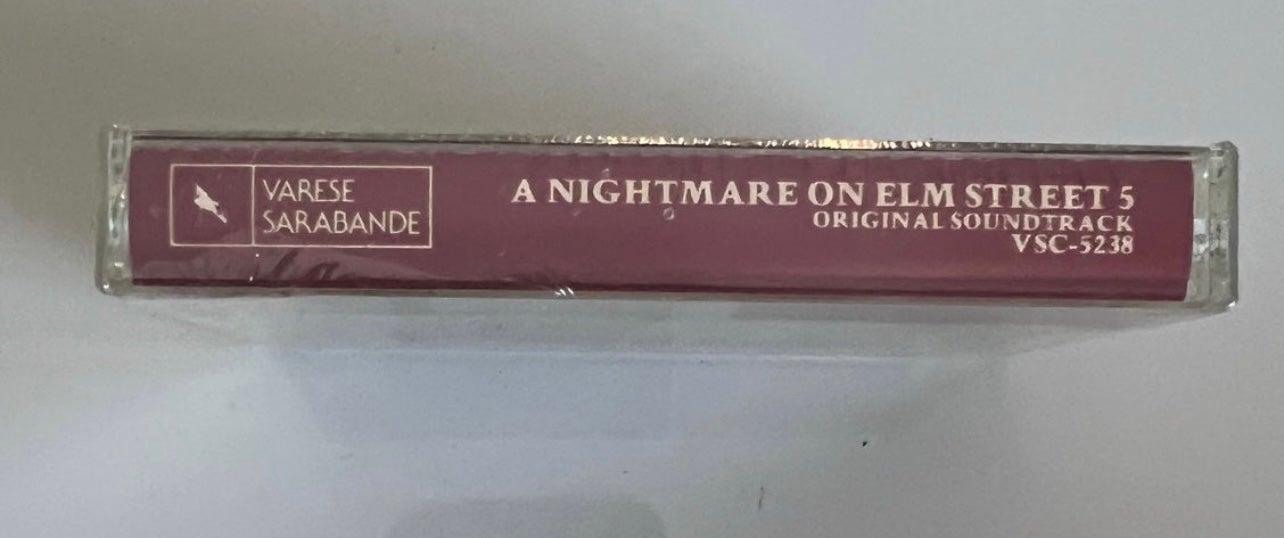 VARESE
SARABANDE
A NIGHTMARE ON ELM STREET 5
ORIGINAL SOUNDTRACK
VSC-5238